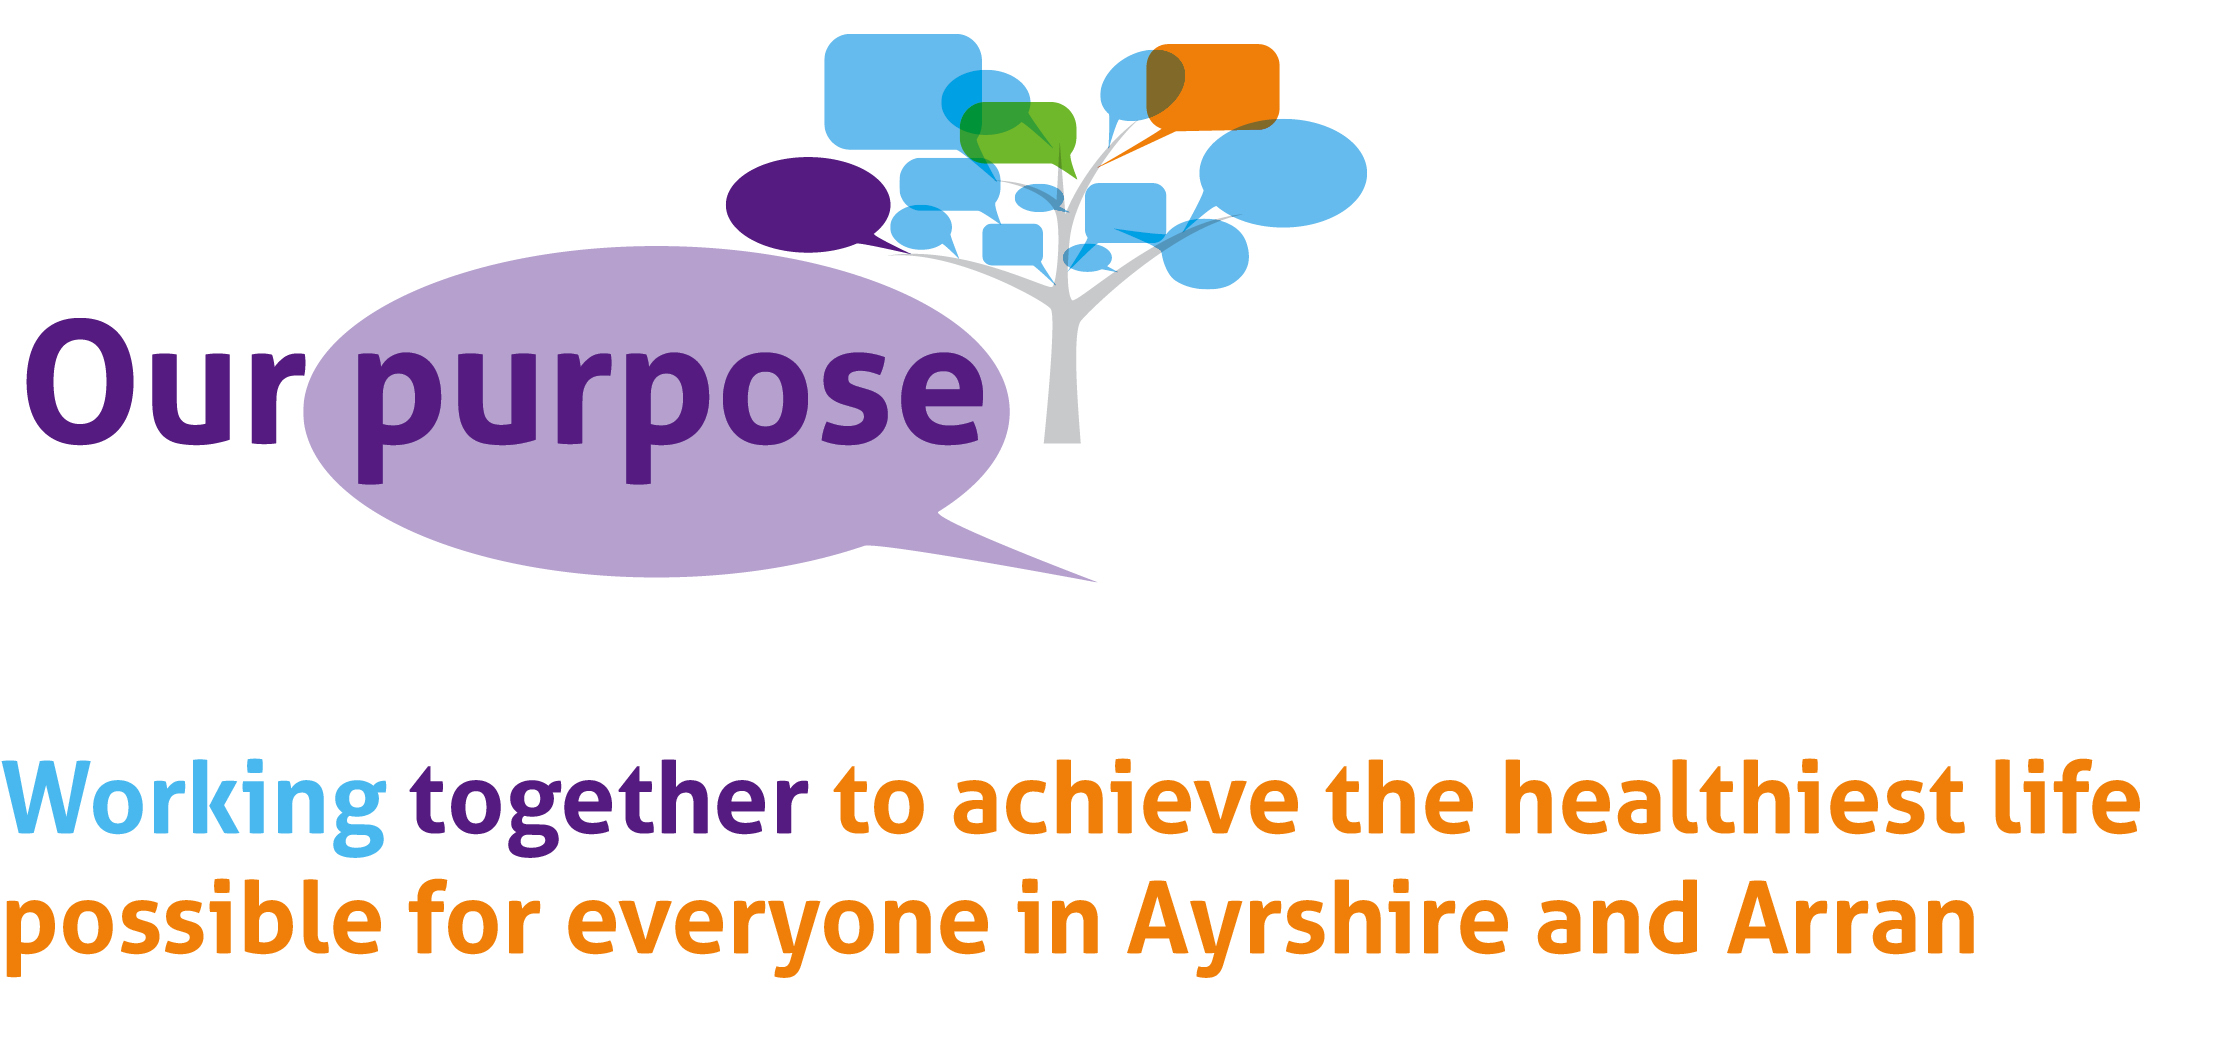 Our purpose
Working together to achieve the healthiest life
possible for everyone in Ayrshire and Arran